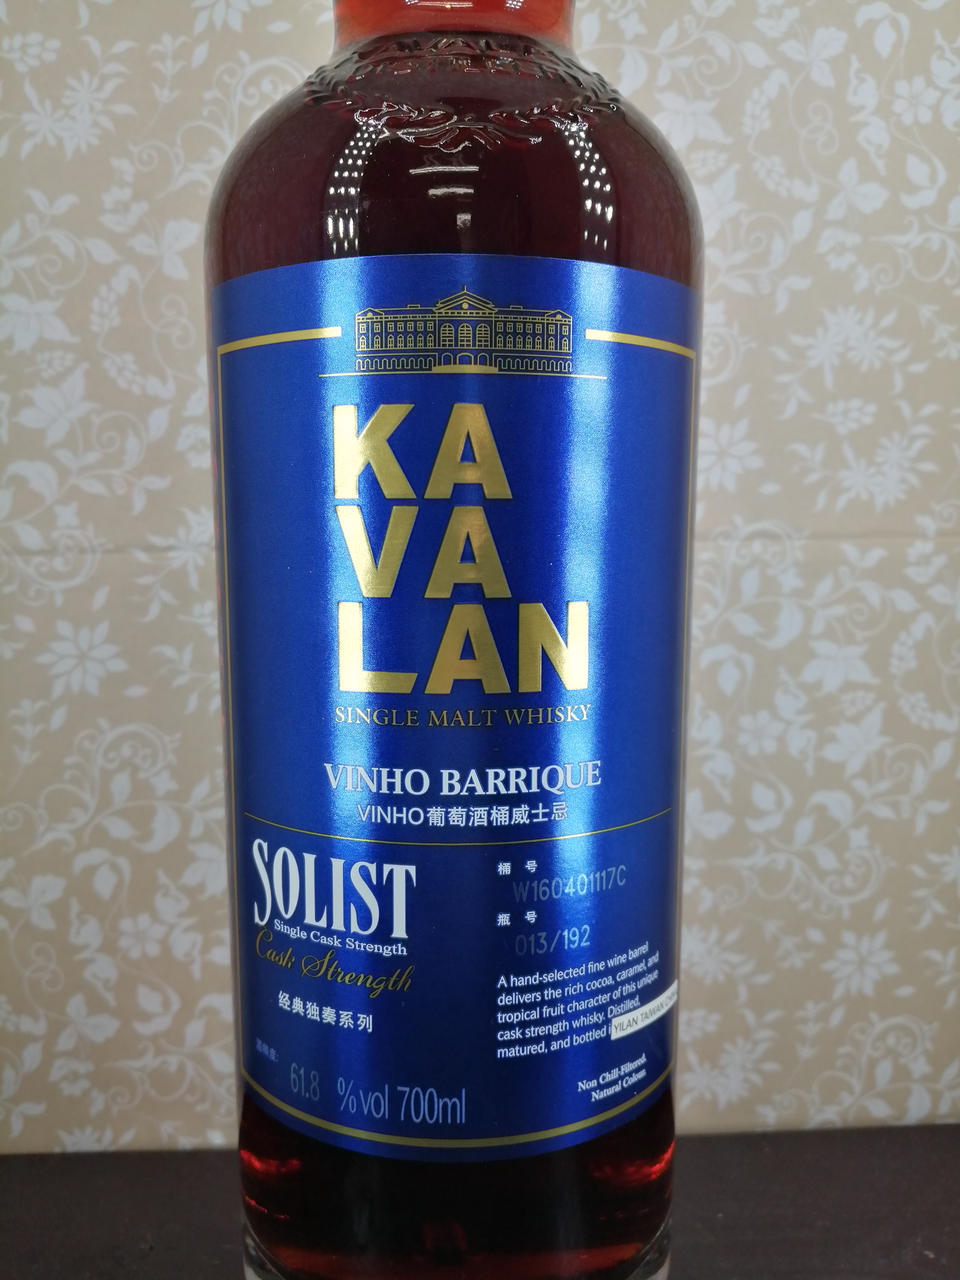 KA
VA
LAN
SINGLE MALT WHISKY
VINHO BARRIQUE
VINHO葡萄酒桶威士忌
SOLIST
Single Cask Strength
Cask Strength
经典独奏系列
桶 号
W160401117C
瓶 号
013/192
A hand-selected fine wine barrel
delivers the rich cocoa, caramel, and
tropical fruit character of this unique
cask strength whisky. Distilled,
matured, and bottled
YILAN TAIWAN
Non Chill-Filtered.
Natural Colour.
61.8 %vol 700ml